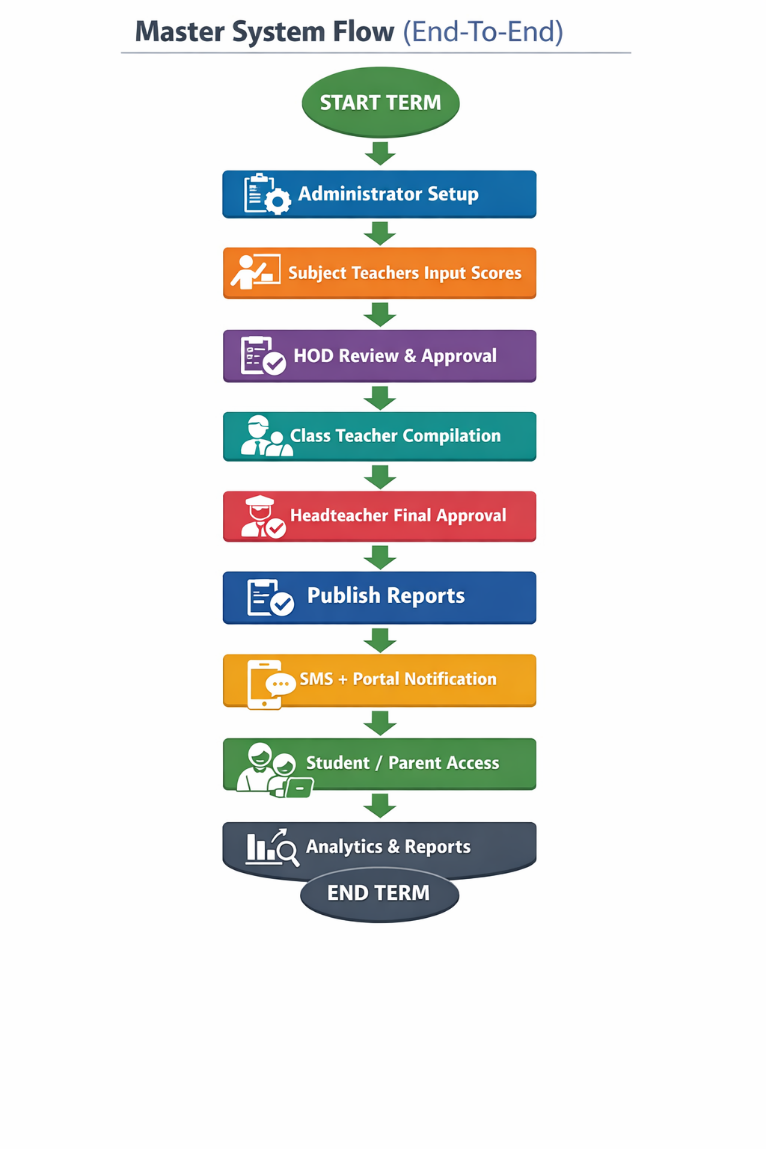 Master System Flow (End-To-End)
START TERM
Administrator Setup
Subject Teachers Input Scores
HOD Review & Approval
Class Teacher Compilation
Headteacher Final Approval
Publish Reports
SMS + Portal Notification
Student / Parent Access
Analytics & Reports
END TERM